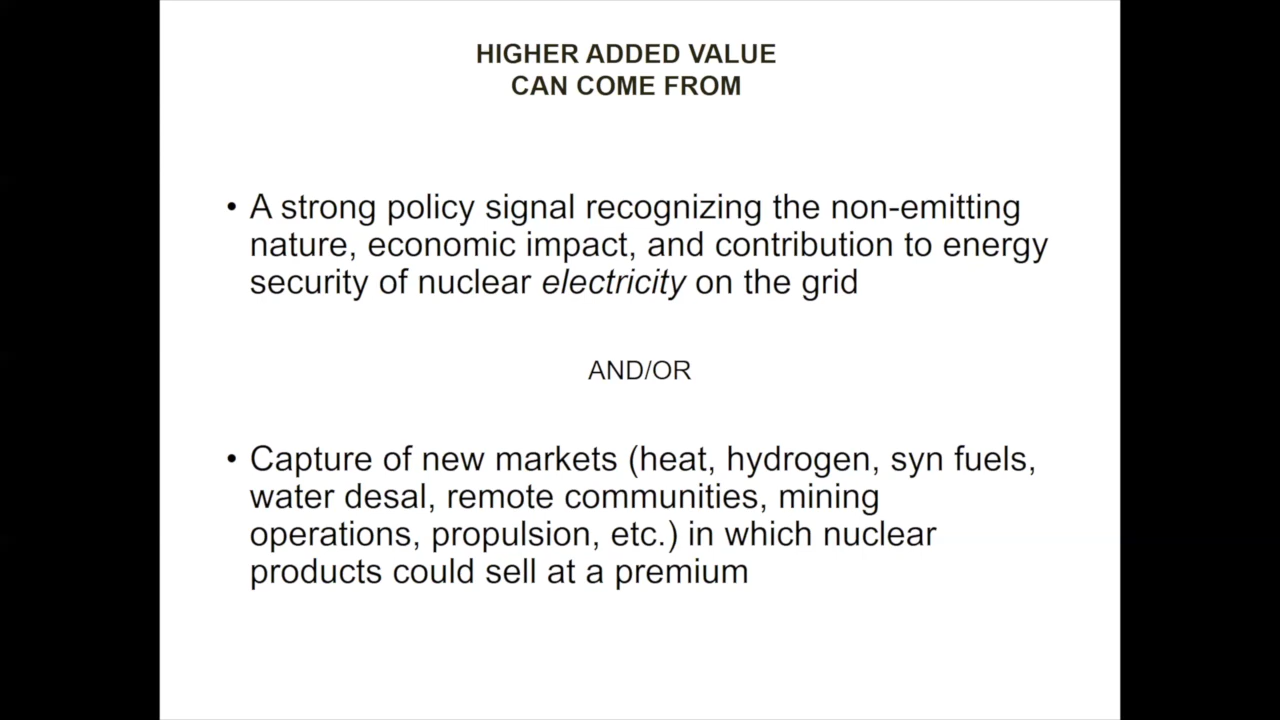 HIGHER ADDED VALUE
CAN COME FROM
• A strong policy signal recognizing the non-emitting
nature, economic impact, and contribution to energy
security of nuclear electricity on the grid
AND/OR
• Capture of new markets (heat, hydrogen, syn fuels,
water desal, remote communities, mining
operations, propulsion, etc.) in which nuclear
products could sell at a premium